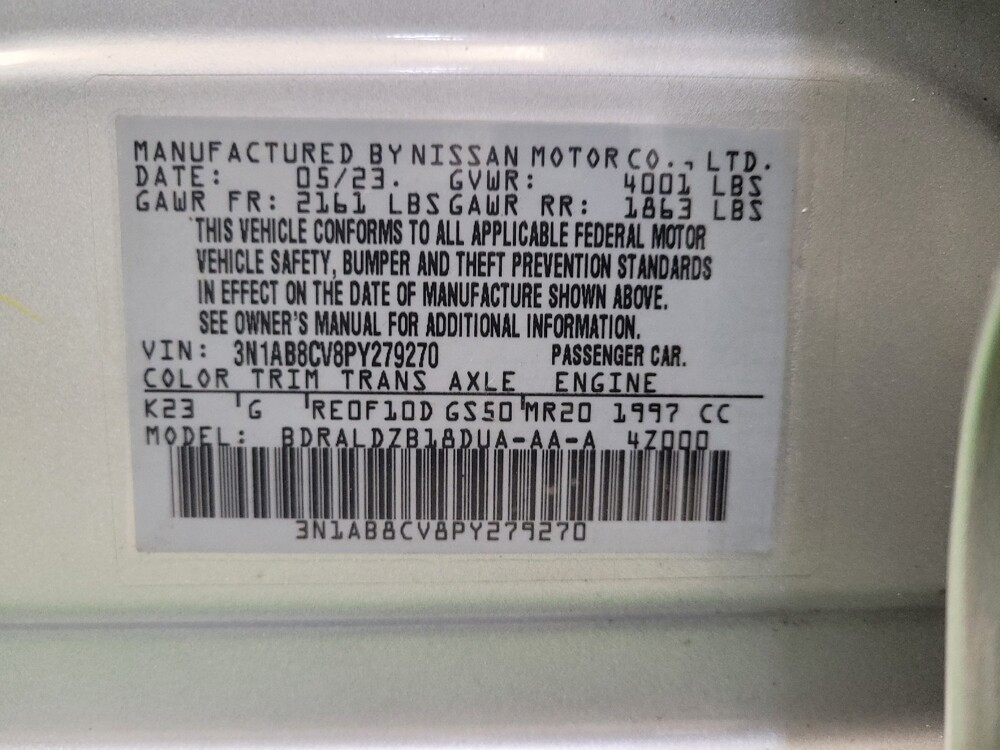 MANUFACTURED BY NISSAN MOTOR CO., LTD.
DATE: 05/23. GVWR: 4001 LBS
GAWR FR: 2161 LBS GAWR RR: 1863 LBS
THIS VEHICLE CONFORMS TO ALL APPLICABLE FEDERAL MOTOR
VEHICLE SAFETY, BUMPER AND THEFT PREVENTION STANDARDS
IN EFFECT ON THE DATE OF MANUFACTURE SHOWN ABOVE.
SEE OWNER'S MANUAL FOR ADDITIONAL INFORMATION.
VIN: 3N1AB8CV8PY279270 PASSENGER CAR.
COLOR TRIM TRANS AXLE ENGINE
K23 G RE0F10D GS50 MR20 1997 CC
MODEL: BDRALDZB18DUA-AA-A 4Z000
3N1AB8CV8PY279270